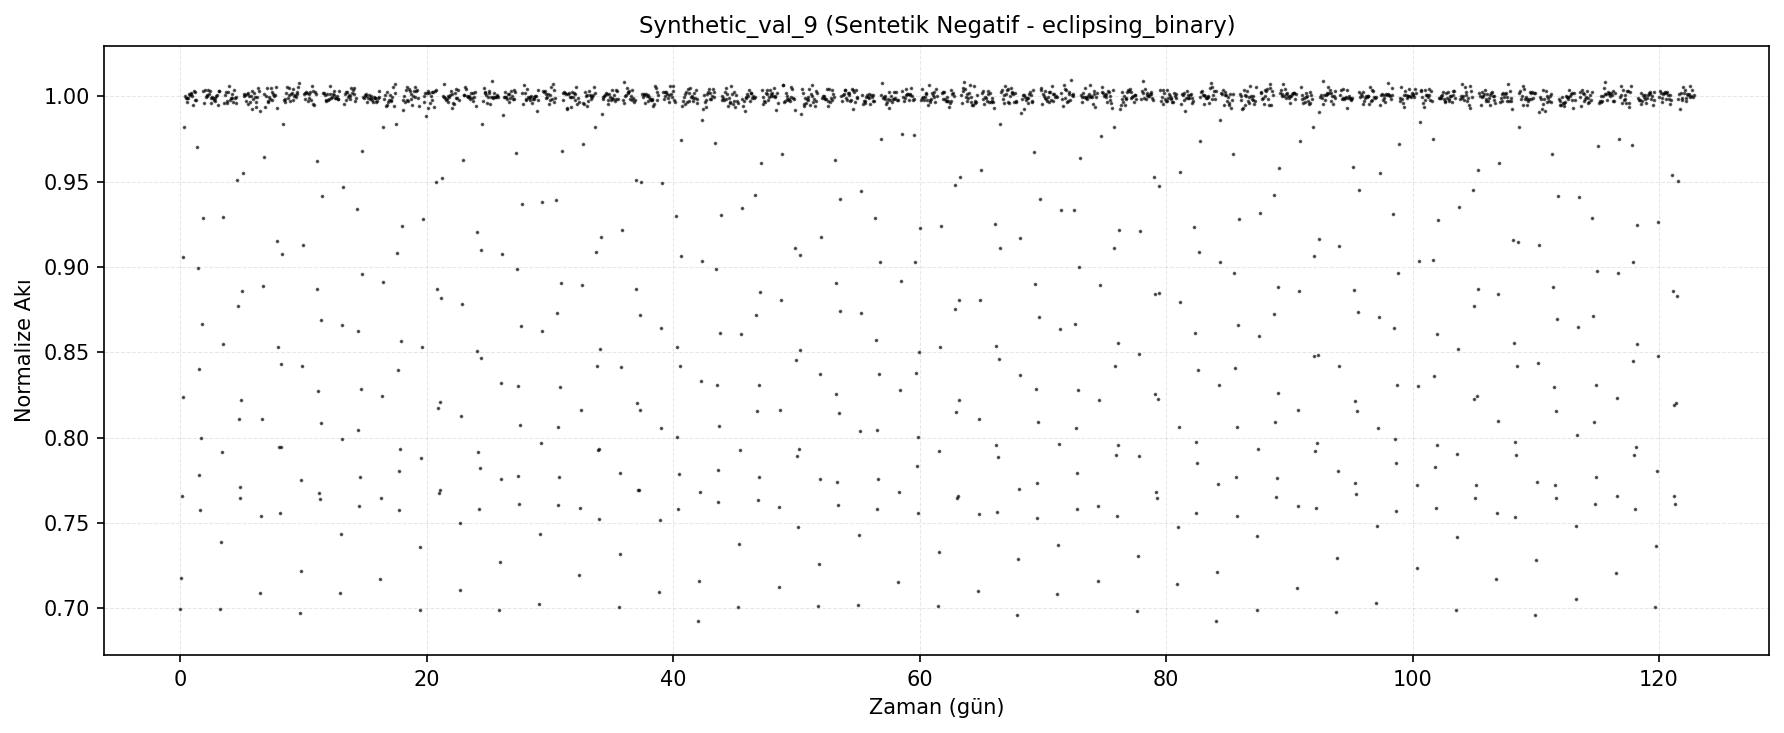 Synthetic_val_9 (Sentetik Negatif - eclipsing_binary)
Normalize Akı
1.00
0.95
0.90
0.85
0.80
0.75
0.70
0 20 40 60 80 100 120
Zaman (gün)